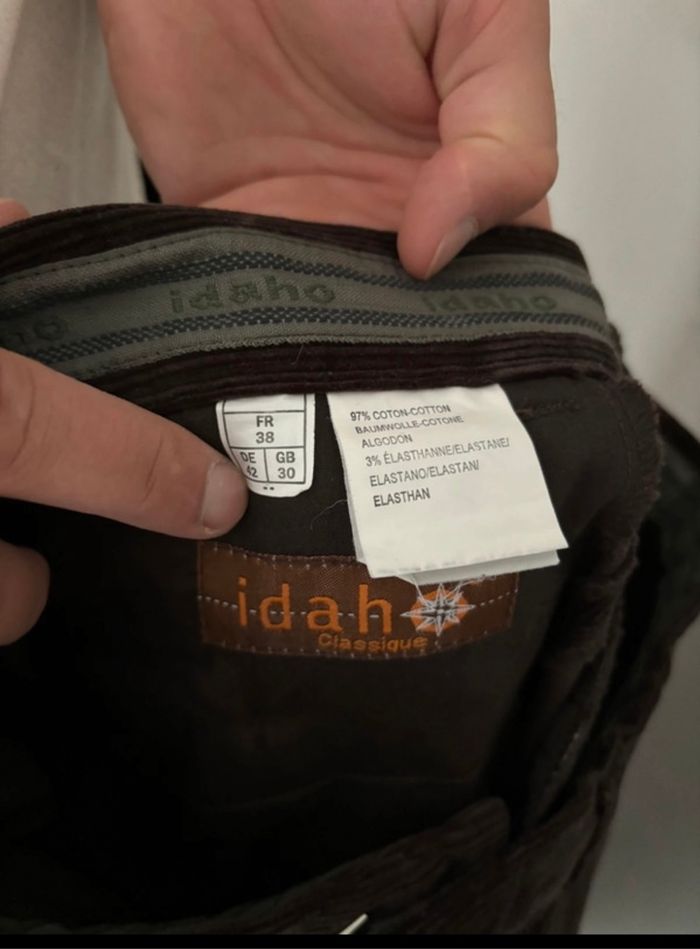 idaho idaho
FR
38
DE GB
42 30
97% COTON-COTTON
BAUMWOLLE-COTONE
ALGODON
3% ÉLASTHANNE/ELASTANE/
ELASTANO/ELASTAN/
ELASTHAN
idaho
Classique